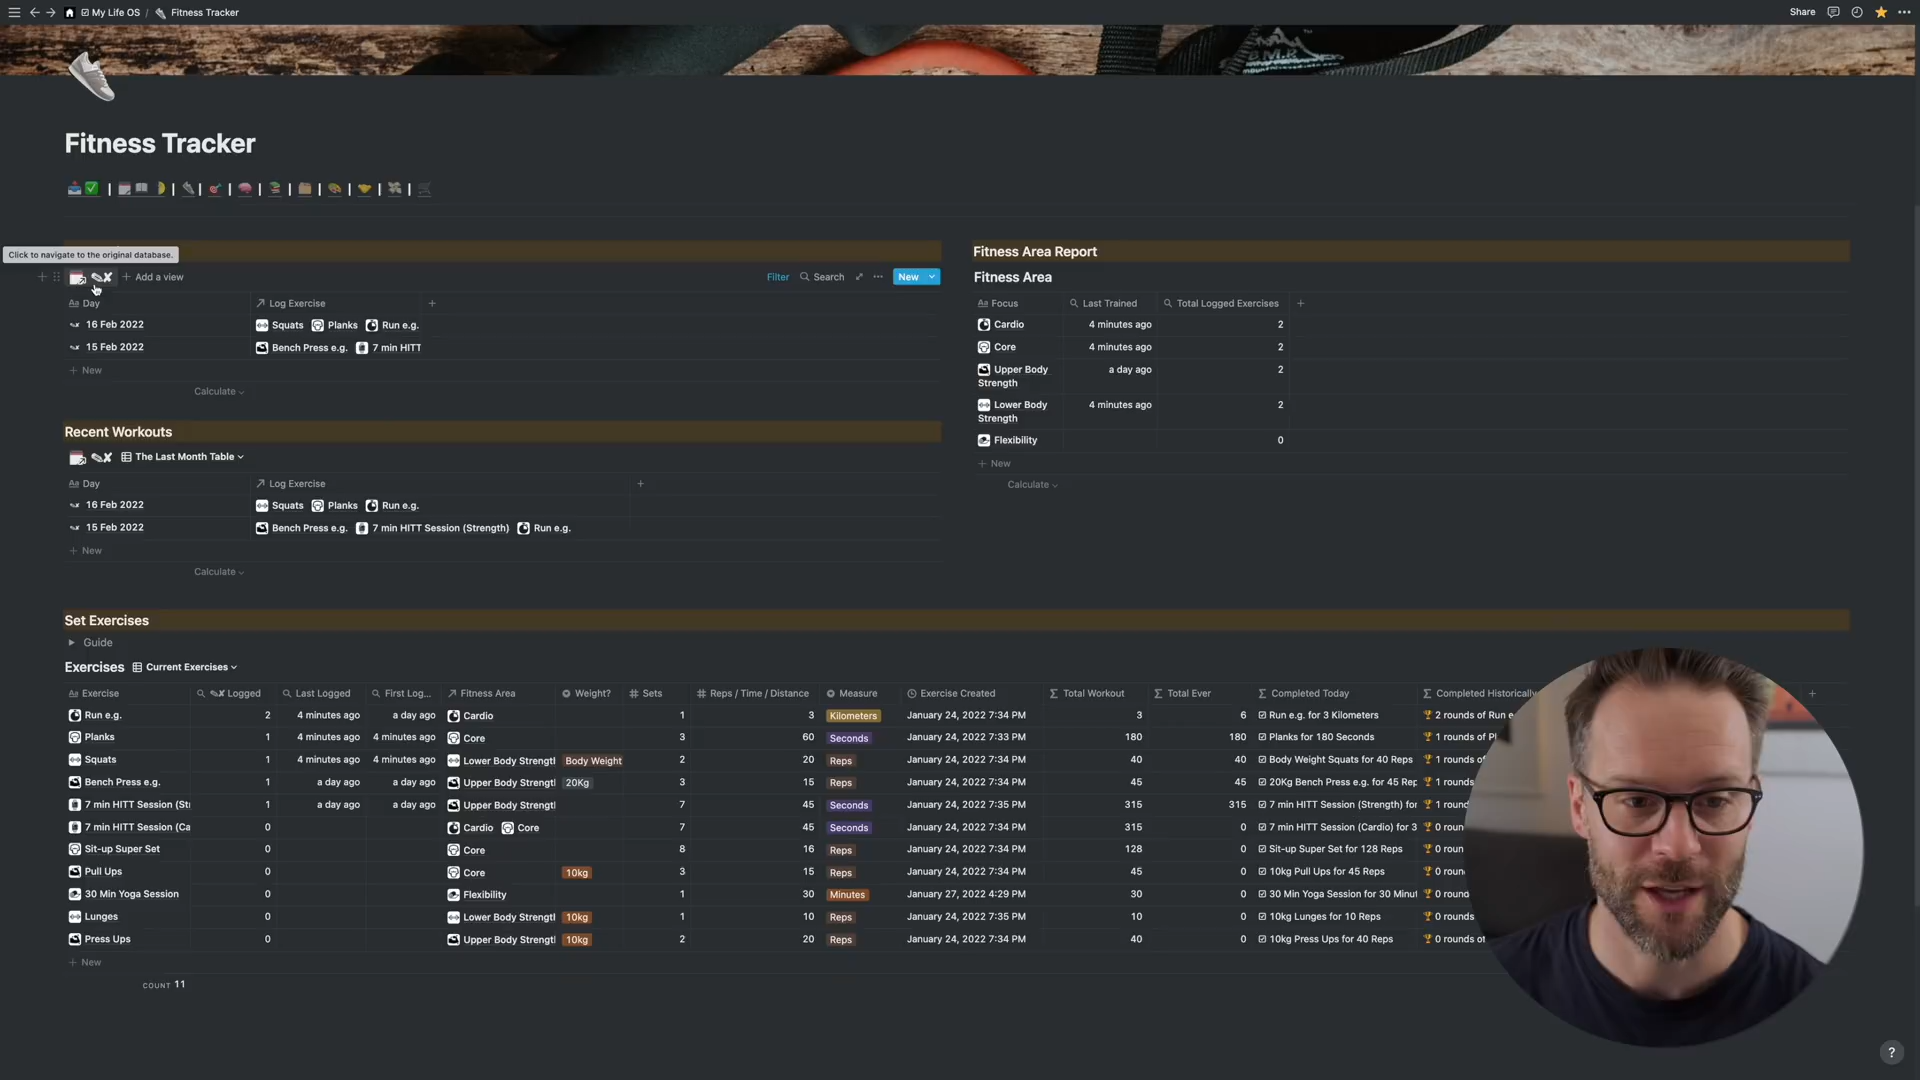 My Life OS / Fitness Tracker
Share
Fitness Tracker
Click to navigate to the original database.
Add a view
Filter Search New
Day Log Exercise
16 Feb 2022 Squats Planks Run e.g.
15 Feb 2022 Bench Press e.g. 7 min HITT
New
Calculate
Recent Workouts
The Last Month Table
Day Log Exercise
16 Feb 2022 Squats Planks Run e.g.
15 Feb 2022 Bench Press e.g. 7 min HITT Session (Strength) Run e.g.
New
Calculate
Fitness Area Report
Fitness Area
Focus Last Trained Total Logged Exercises
Cardio 4 minutes ago 2
Core 4 minutes ago 2
Upper Body Strength a day ago 2
Lower Body Strength 4 minutes ago 2
Flexibility 0
New
Calculate
Set Exercises
Guide
Exercises Current Exercises
Exercise Logged Last Logged First Log... Fitness Area Weight? Sets Reps / Time / Distance Measure Exercise Created Total Workout Total Ever Completed Today Completed Historically
Run e.g. 2 4 minutes ago a day ago Cardio 1 3 Kilometers January 24, 2022 7:34 PM 3 6 Run e.g. for 3 Kilometers 2 rounds of Run e
Planks 1 4 minutes ago 4 minutes ago Core 3 60 Seconds January 24, 2022 7:33 PM 180 180 Planks for 180 Seconds 1 rounds of Pl
Squats 1 4 minutes ago 4 minutes ago Lower Body Strengt Body Weight 2 20 Reps January 24, 2022 7:34 PM 40 40 Body Weight Squats for 40 Reps 1 rounds of
Bench Press e.g. 1 a day ago a day ago Upper Body Strengt 20Kg 3 15 Reps January 24, 2022 7:34 PM 45 45 20Kg Bench Press e.g. for 45 Rep 1 rounds of
7 min HITT Session (St 1 a day ago a day ago Upper Body Strengt 7 45 Seconds January 24, 2022 7:35 PM 315 315 7 min HITT Session (Strength) for 1 round
7 min HITT Session (Ca 0 Cardio Core 7 45 Seconds January 24, 2022 7:34 PM 315 0 7 min HITT Session (Cardio) for 3 0 roun
Sit-up Super Set 0 Core 8 16 Reps January 24, 2022 7:34 PM 128 0 Sit-up Super Set for 128 Reps 0 roun
Pull Ups 0 Core 10kg 3 15 Reps January 24, 2022 7:34 PM 45 0 10kg Pull Ups for 45 Reps 0 roun
30 Min Yoga Session 0 Flexibility 1 30 Minutes January 27, 2022 4:29 PM 30 0 30 Min Yoga Session for 30 Minut 0 round
Lunges 0 Lower Body Strengt 10kg 1 10 Reps January 24, 2022 7:35 PM 10 0 10kg Lunges for 10 Reps 0 rounds
Press Ups 0 Upper Body Strengt 10kg 2 20 Reps January 24, 2022 7:34 PM 40 0 10kg Press Ups for 40 Reps 0 rounds of
New
COUNT 11
?